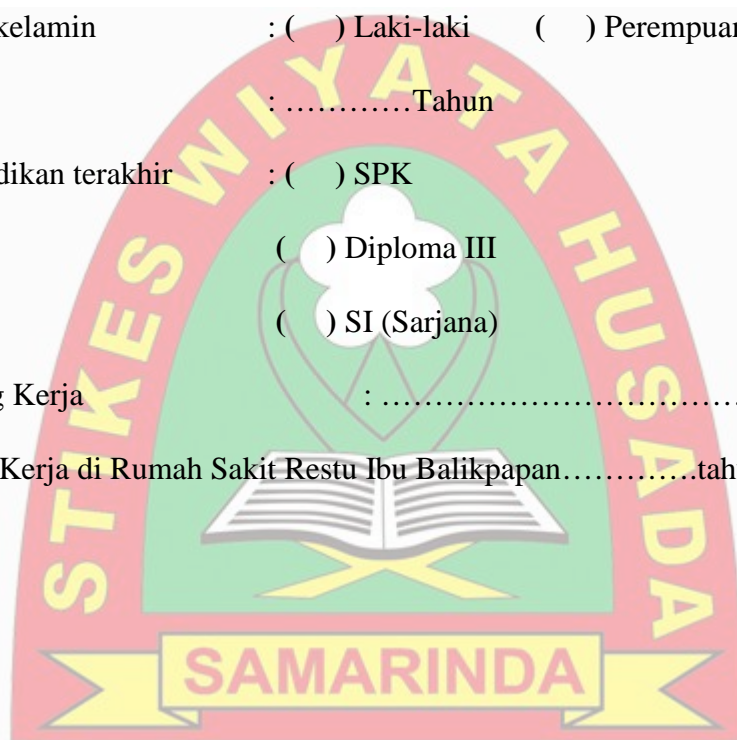 kelamin : ( ) Laki-laki ( ) Perempuan
: …………Tahun
dikan terakhir : ( ) SPK
( ) Diploma III
( ) SI (Sarjana)
g Kerja : ……………………………
Kerja di Rumah Sakit Restu Ibu Balikpapan………….tahu
STIKES WIYATA HUSADA
SAMARINDA